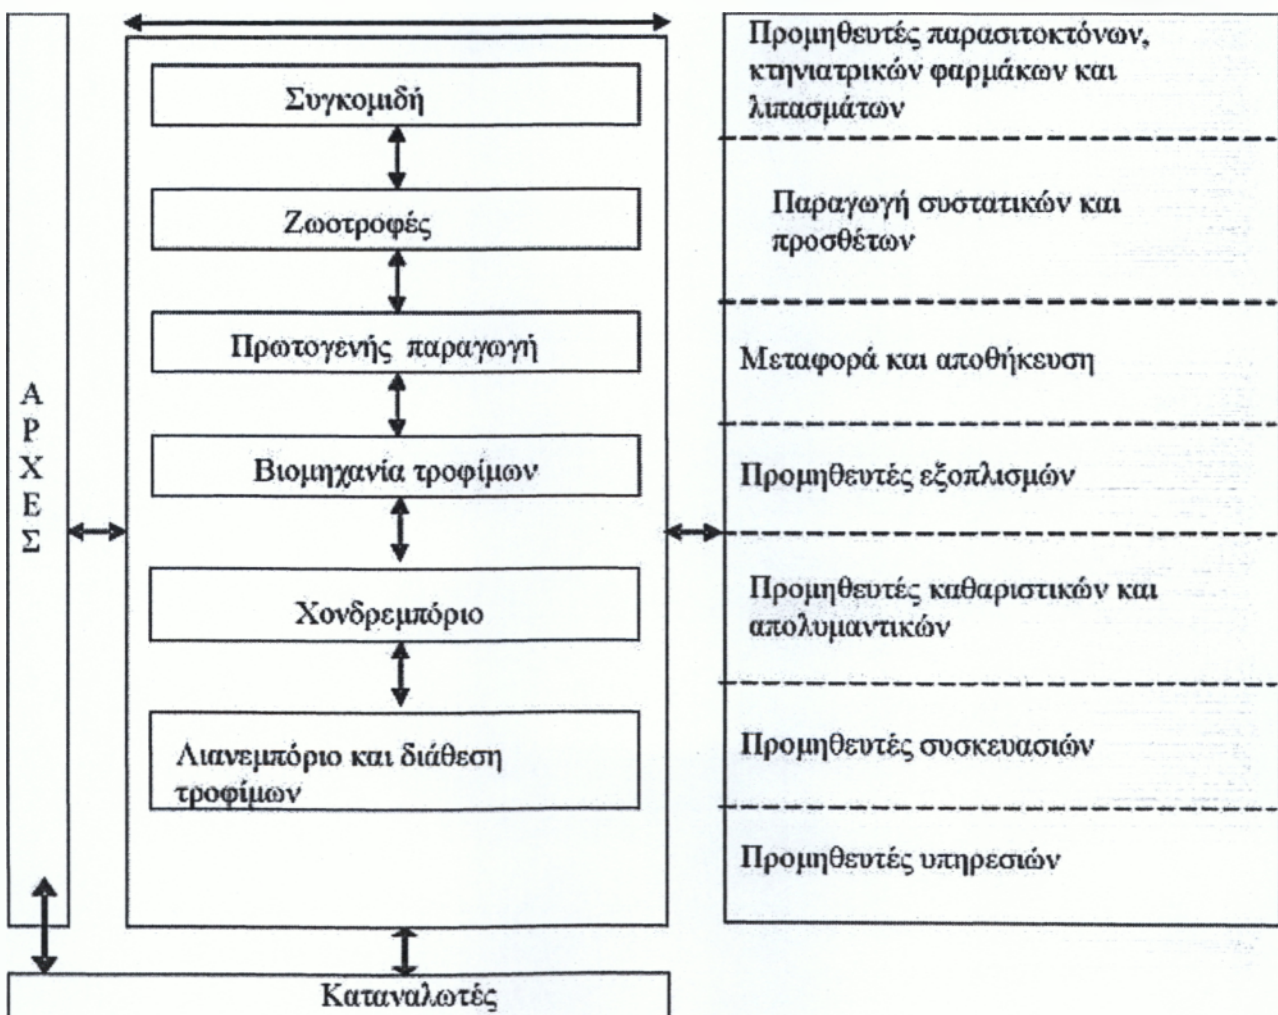 Α
Ρ
Χ
Ε
Σ
Συγκομιδή
Ζωοτροφές
Πρωτογενής παραγωγή
Βιομηχανία τροφίμων
Χονδρεμπόριο
Λιανεμπόριο και διάθεση
τροφίμων
Προμηθευτές παρασιτοκτόνων,
κτηνιατρικών φαρμάκων και
λιπασμάτων
Παραγωγή συστατικών και
προσθέτων
Μεταφορά και αποθήκευση
Προμηθευτές εξοπλισμών
Προμηθευτές καθαριστικών και
απολυμαντικών
Προμηθευτές συσκευασιών
Προμηθευτές υπηρεσιών
Καταναλωτές